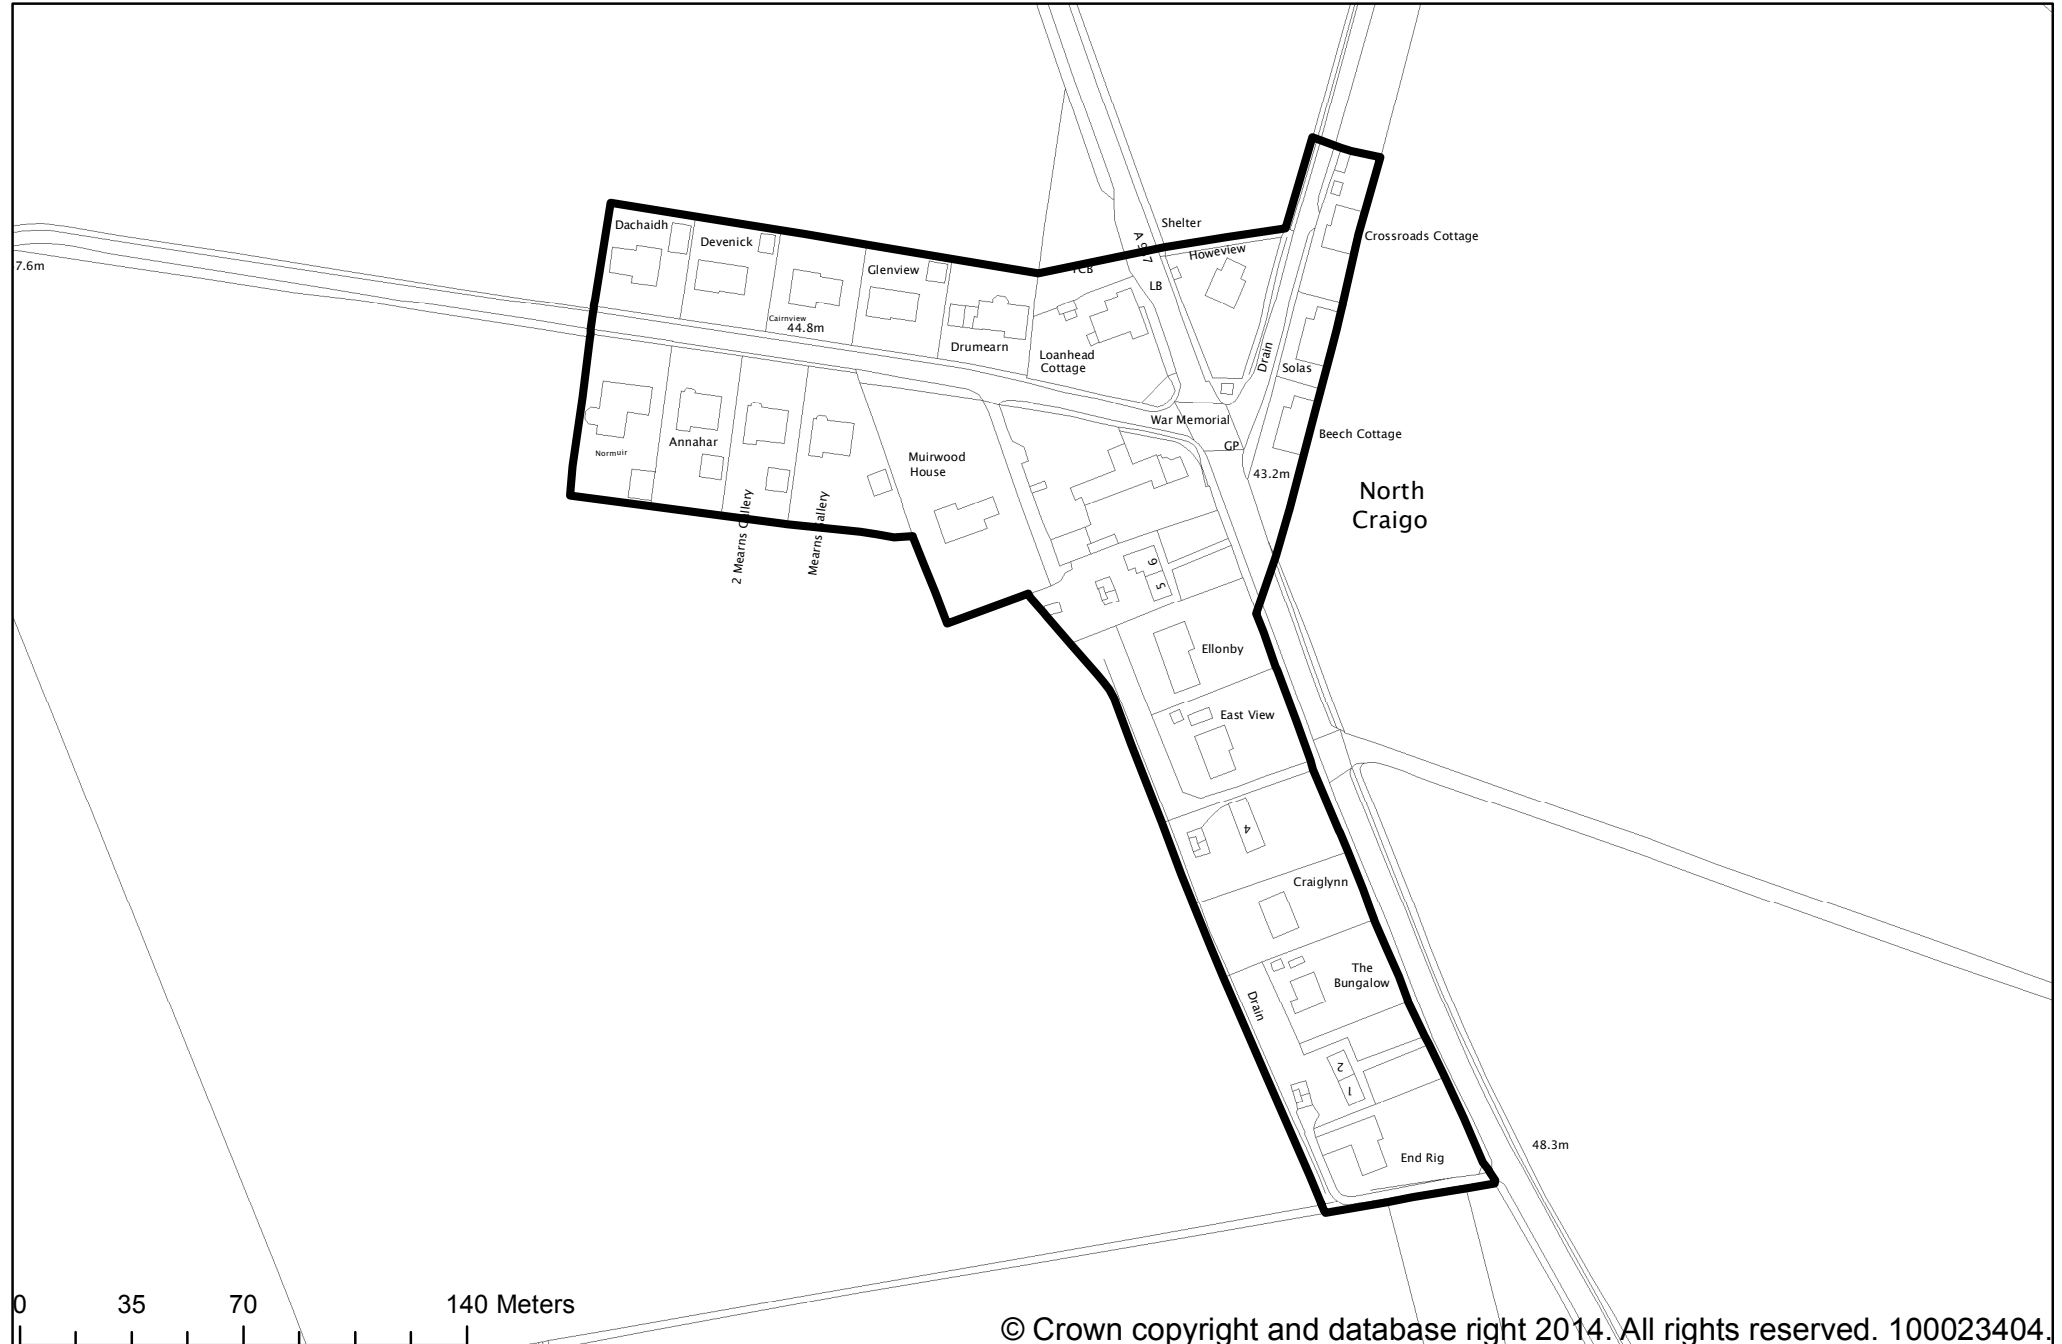 Shelter
Dachaidh
Crossroads Cottage
Devenick
Howeview
7.6m
Glenview
LB
Cairnview
44.8m
Drumearn
Loanhead
Cottage
Drain
Solas
War Memorial
Beech Cottage
Annahar
GP
Normuir
Muirwood
House
43.2m
North
Craigo
2 Mearns Gallery
Mearns Gallery
6
5
Ellonby
East View
4
Craiglynn
The
Bungalow
Drain
2
1
End Rig
48.3m
0 35 70 140 Meters
© Crown copyright and database right 2014. All rights reserved. 100023404.